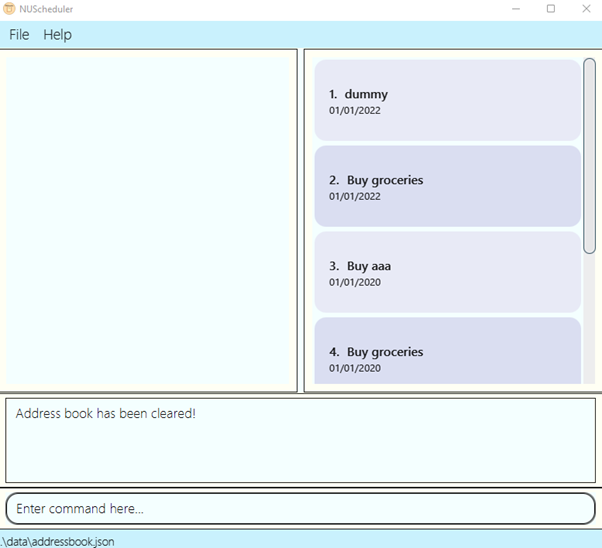 NUScheduler
File Help
1. dummy
01/01/2022
2. Buy groceries
01/01/2022
3. Buy aaa
01/01/2020
4. Buy groceries
01/01/2020
Address book has been cleared!
Enter command here...
.\data\addressbook.json